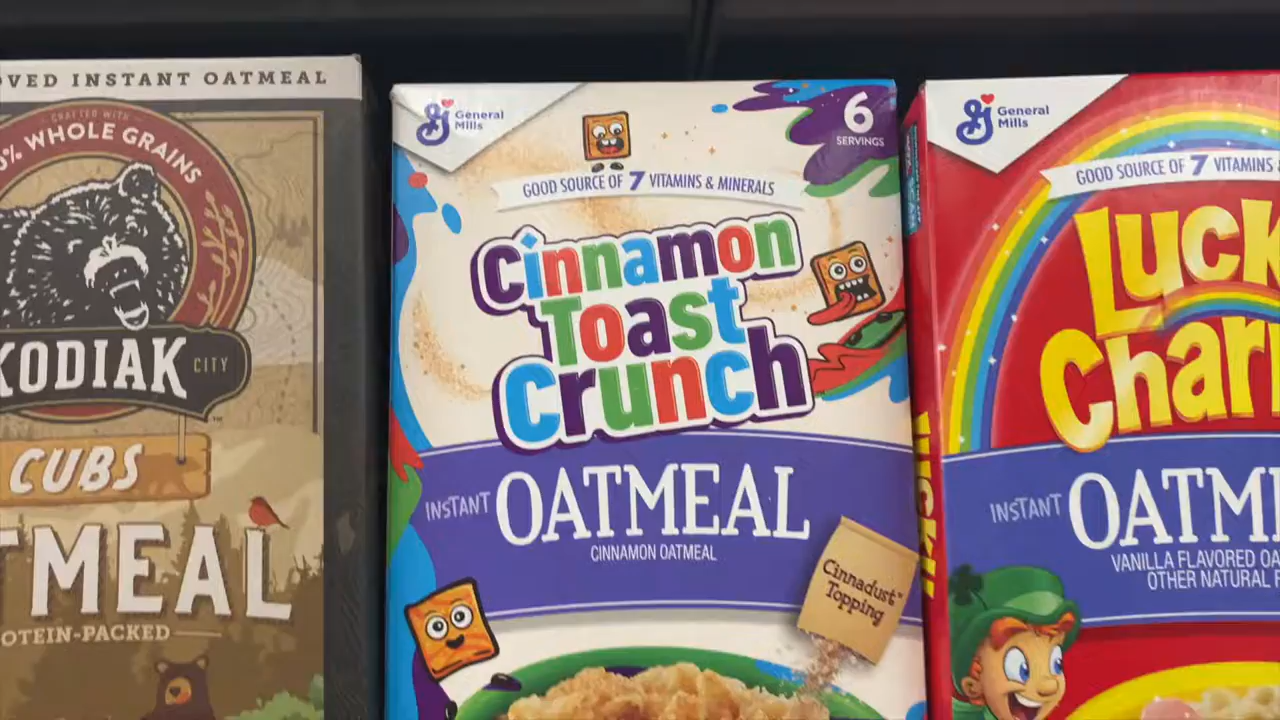 OVED INSTANT OATMEAL
CRAFTED WITH
% WHOLE GRAINS
KODIAK CITY
CUBS
TMEAL
OTEIN-PACKED
General Mills
6
SERVINGS
GOOD SOURCE OF 7 VITAMINS & MINERALS
Cinnamon
Toast
Crunch
INSTANT OATMEAL
CINNAMON OATMEAL
Cinnadust™
Topping
General Mills
GOOD SOURCE OF 7 VITAMINS
LUCK
Char
INSTANT OATM
VANILLA FLAVORED OA
OTHER NATURAL F
LUCKY